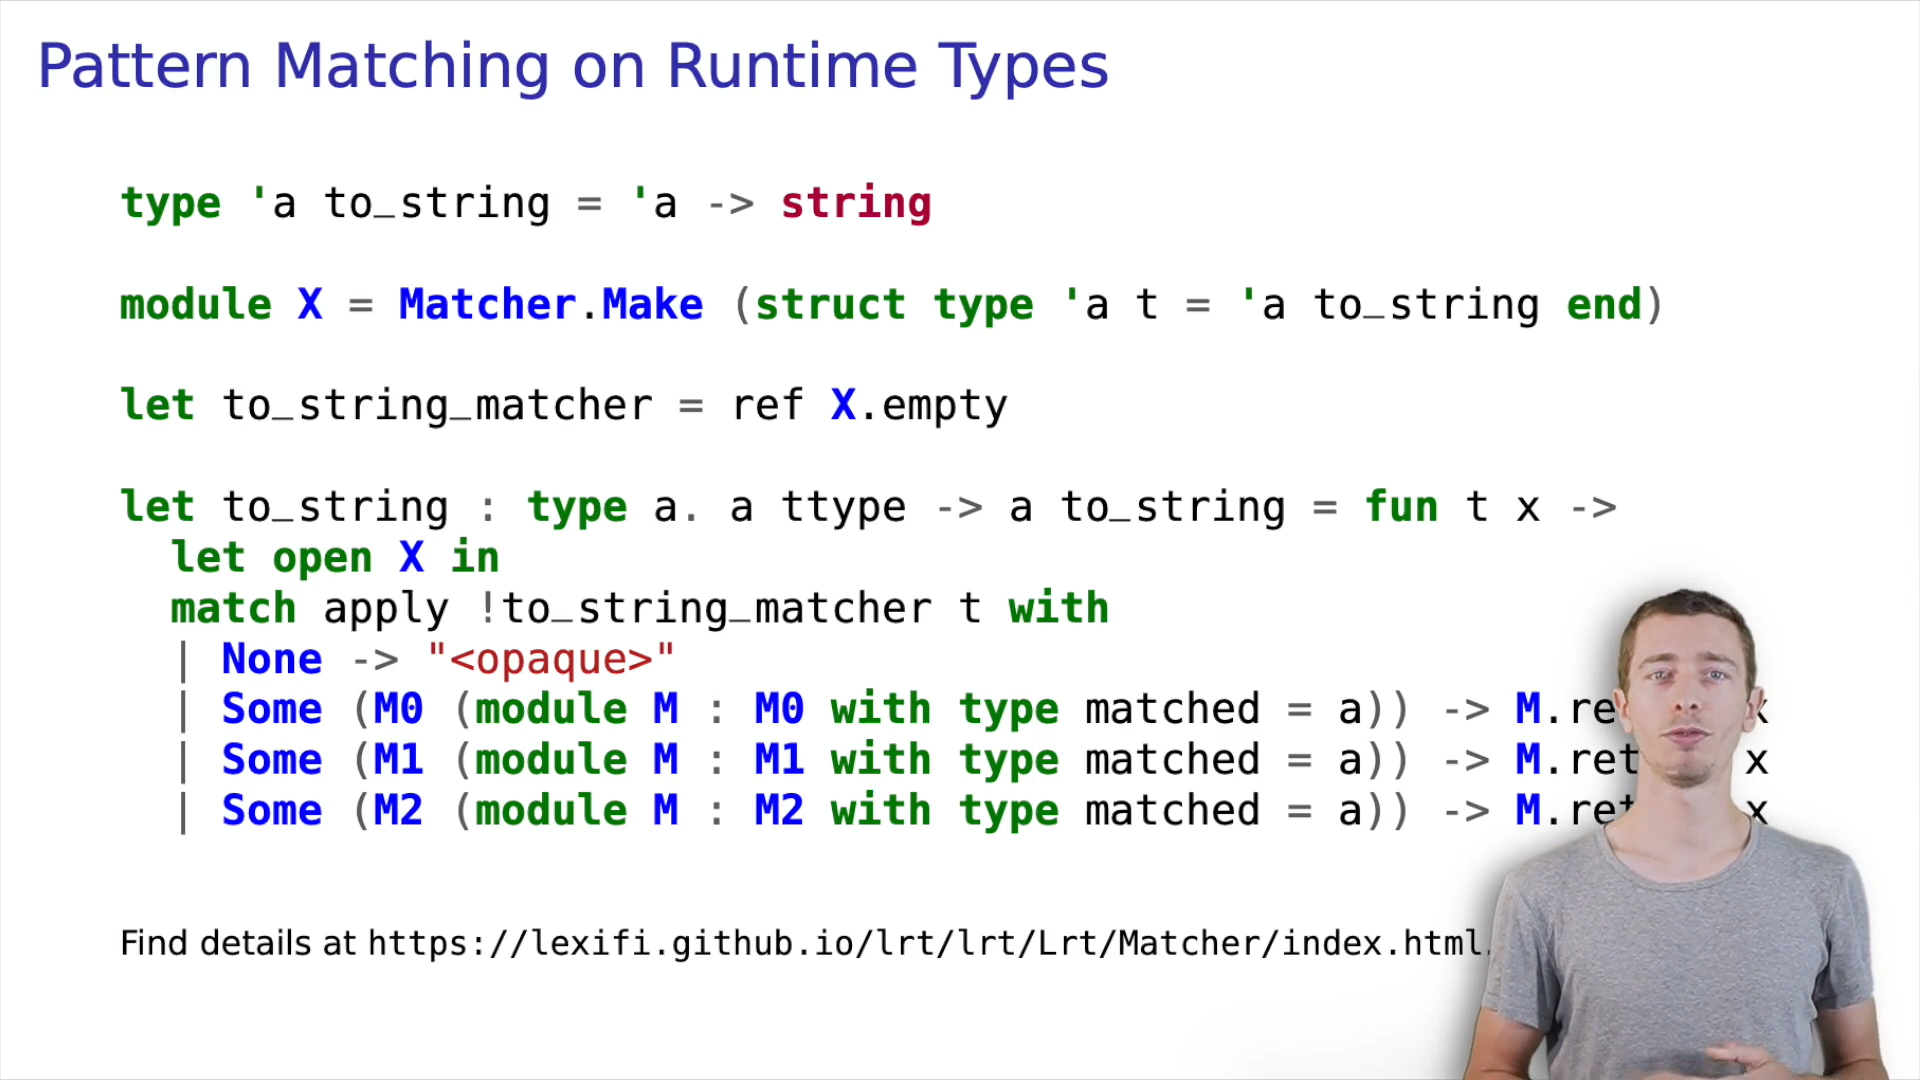 Pattern Matching on Runtime Types
type 'a to_string = 'a -> string
module X = Matcher.Make (struct type 'a t = 'a to_string end)
let to_string_matcher = ref X.empty
let to_string : type a. a ttype -> a to_string = fun t x ->
let open X in
match apply !to_string_matcher t with
| None -> "<opaque>"
| Some (M0 (module M : M0 with type matched = a)) -> x
| Some (M1 (module M : M1 with type matched = a)) -> x
| Some (M2 (module M : M2 with type matched = a)) -> x
Find details at https://lexifi.github.io/lrt/lrt/Lrt/Matcher/index.html.